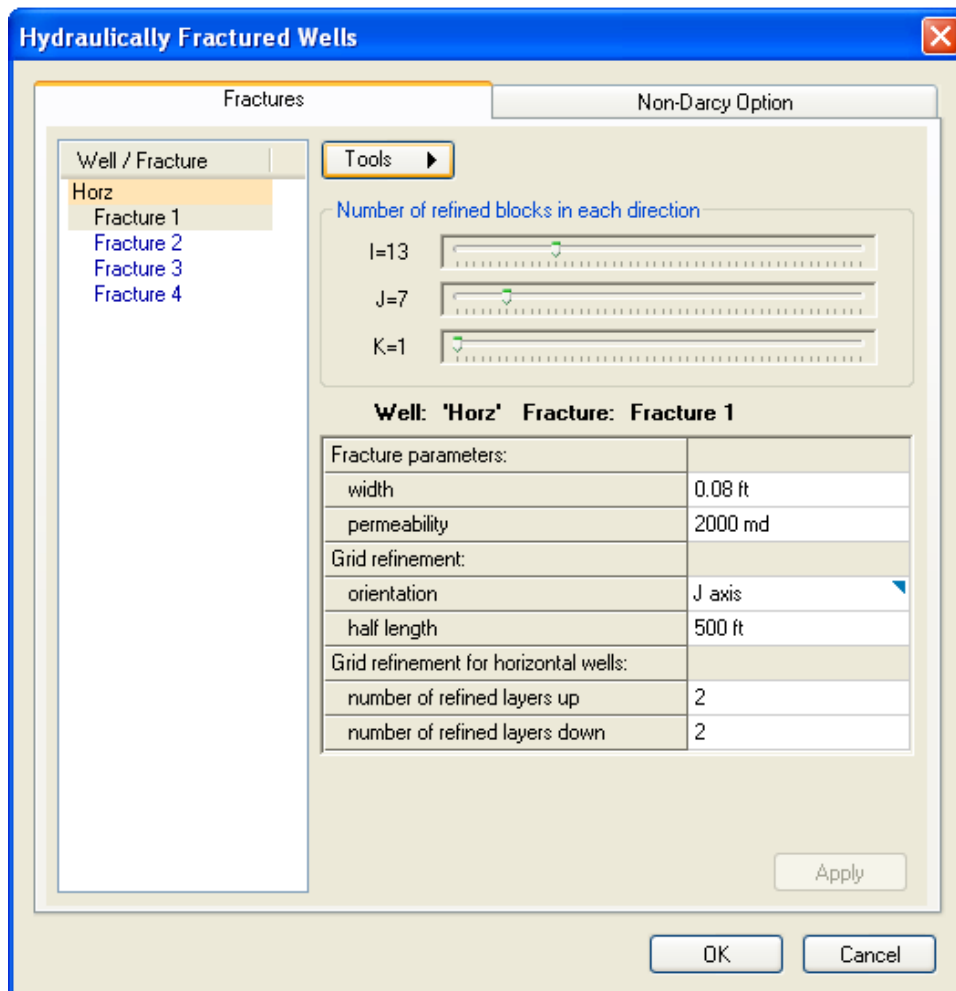 Hydraulically Fractured Wells
Fractures
Non-Darcy Option
Well / Fracture
Horz
Fracture 1
Fracture 2
Fracture 3
Fracture 4
Tools
Number of refined blocks in each direction
I=13
J=7
K=1
Well: 'Horz' Fracture: Fracture 1
Fracture parameters:
width 0.08 ft
permeability 2000 md
Grid refinement:
orientation J axis
half length 500 ft
Grid refinement for horizontal wells:
number of refined layers up 2
number of refined layers down 2
Apply
OK Cancel